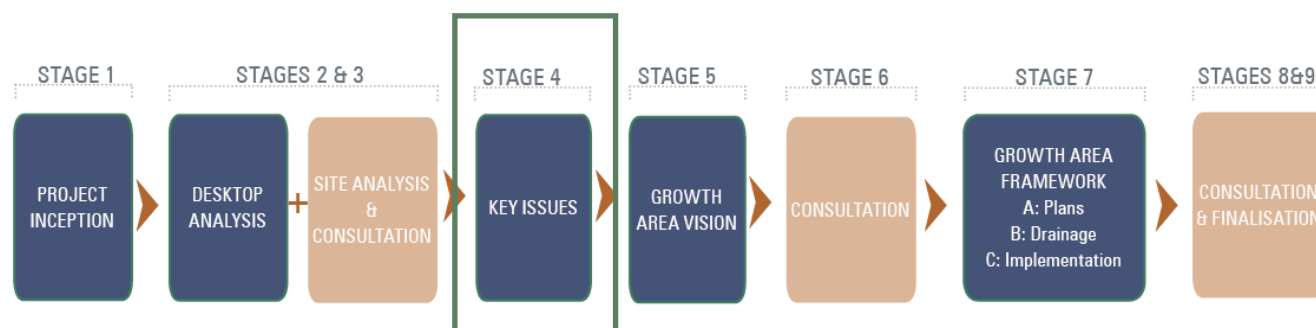 STAGE 1
STAGES 2 & 3
STAGE 4
STAGE 5
STAGE 6
STAGE 7
STAGES 8&9
PROJECT
INCEPTION
DESKTOP
ANALYSIS
+
SITE ANALYSIS
&
CONSULTATION
KEY ISSUES
GROWTH
AREA VISION
CONSULTATION
GROWTH AREA
FRAMEWORK
A: Plans
B: Drainage
C: Implementation
CONSULTATION
& FINALISATION